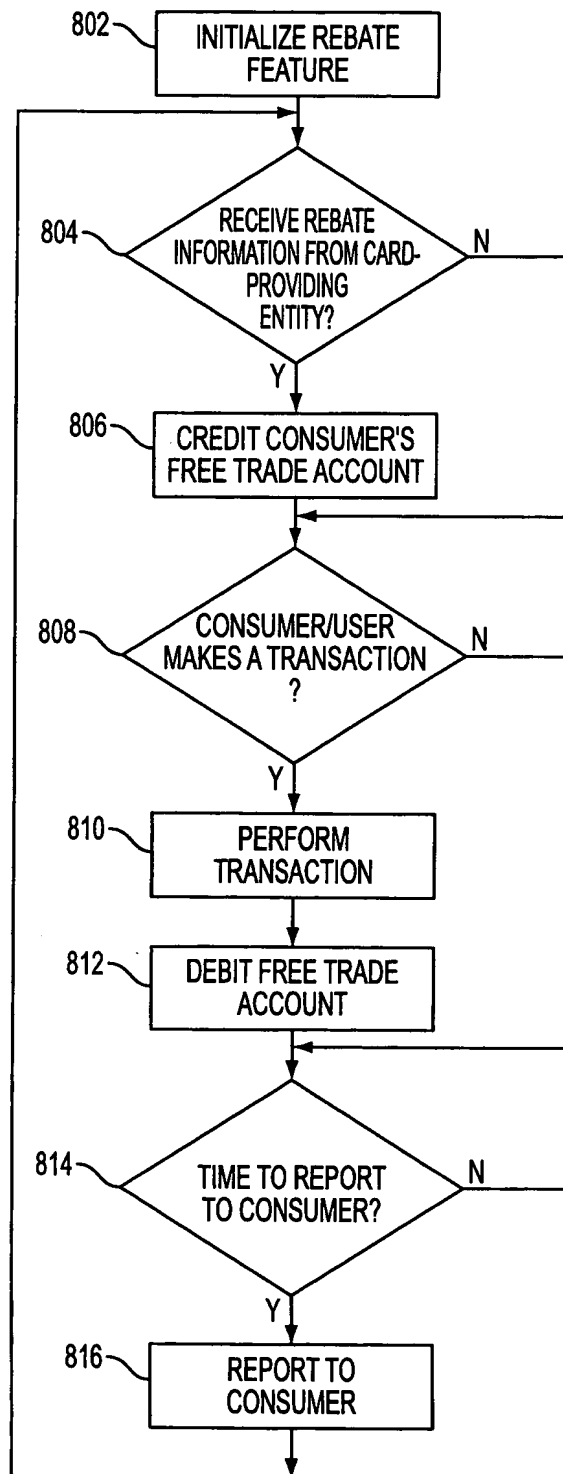 802
INITIALIZE REBATE
FEATURE
804
RECEIVE REBATE
INFORMATION FROM CARD-
PROVIDING
ENTITY?
N
Y
806
CREDIT CONSUMER'S
FREE TRADE ACCOUNT
808
CONSUMER/USER
MAKES A TRANSACTION
?
N
Y
810
PERFORM
TRANSACTION
812
DEBIT FREE TRADE
ACCOUNT
814
TIME TO REPORT
TO CONSUMER?
N
Y
816
REPORT TO
CONSUMER